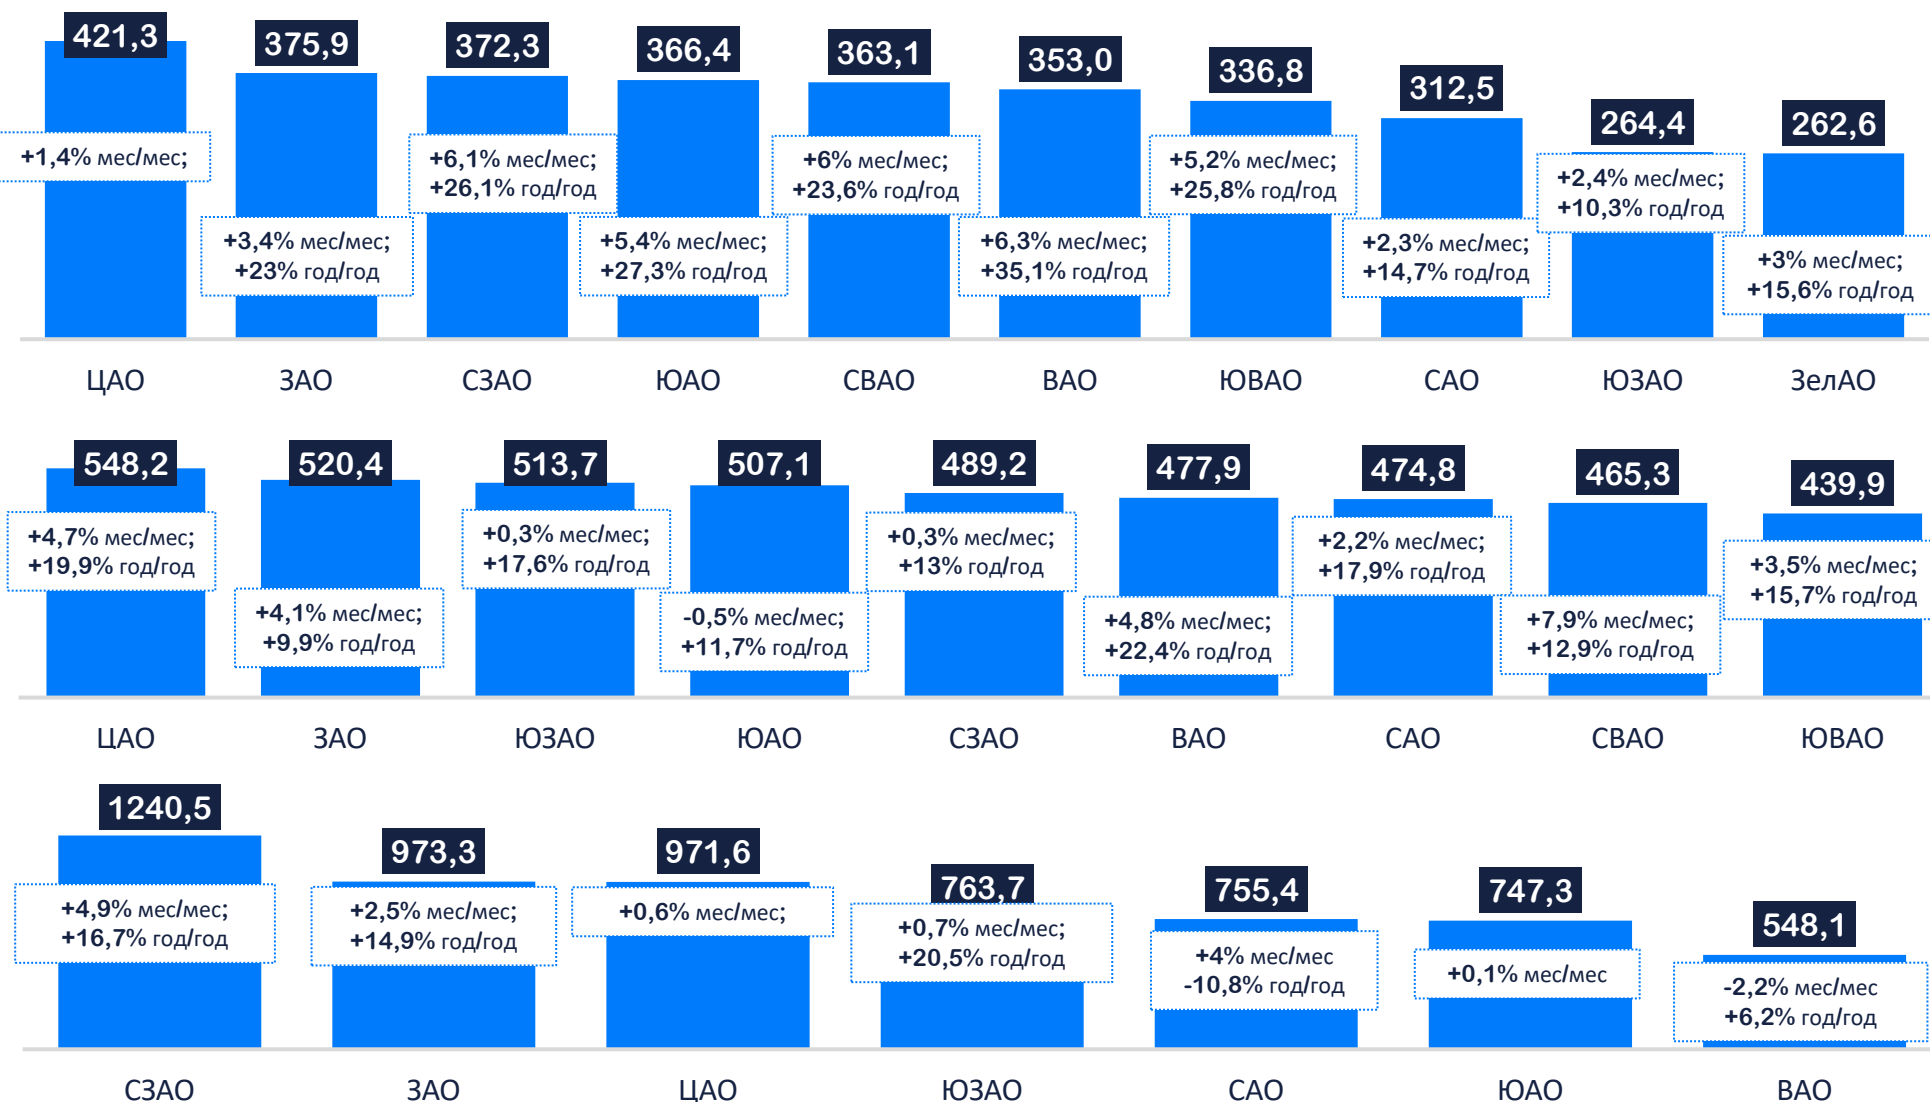 421,3
375,9
372,3
366,4
363,1
353,0
336,8
312,5
264,4
262,6
+1,4% мес/мес;
+3,4% мес/мес;
+23% год/год
+6,1% мес/мес;
+26,1% год/год
+5,4% мес/мес;
+27,3% год/год
+6% мес/мес;
+23,6% год/год
+6,3% мес/мес;
+35,1% год/год
+5,2% мес/мес;
+25,8% год/год
+2,3% мес/мес;
+14,7% год/год
+2,4% мес/мес;
+10,3% год/год
+3% мес/мес;
+15,6% год/год
ЦАО
ЗАО
СЗАО
ЮАО
СВАО
ВАО
ЮВАО
САО
ЮЗАО
ЗелАО
548,2
520,4
513,7
507,1
489,2
477,9
474,8
465,3
439,9
+4,7% мес/мес;
+19,9% год/год
+4,1% мес/мес;
+9,9% год/год
+0,3% мес/мес;
+17,6% год/год
-0,5% мес/мес;
+11,7% год/год
+0,3% мес/мес;
+13% год/год
+4,8% мес/мес;
+22,4% год/год
+2,2% мес/мес;
+17,9% год/год
+7,9% мес/мес;
+12,9% год/год
+3,5% мес/мес;
+15,7% год/год
ЦАО
ЗАО
ЮЗАО
ЮАО
СЗАО
ВАО
САО
СВАО
ЮВАО
1240,5
973,3
971,6
763,7
755,4
747,3
548,1
+4,9% мес/мес;
+16,7% год/год
+2,5% мес/мес;
+14,9% год/год
+0,6% мес/мес;
+0,7% мес/мес;
+20,5% год/год
+4% мес/мес
-10,8% год/год
+0,1% мес/мес
-2,2% мес/мес
+6,2% год/год
СЗАО
ЗАО
ЦАО
ЮЗАО
САО
ЮАО
ВАО